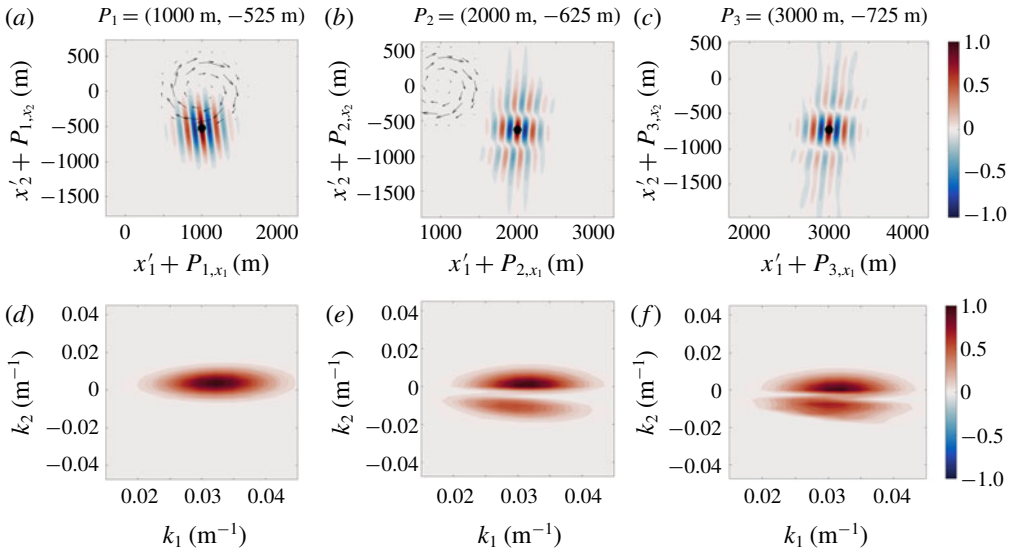 (a) P₁ = (1000 m, −525 m) (b) P₂ = (2000 m, −625 m) (c) P₃ = (3000 m, −725 m)
500 500 500 1.0
0 0 0 0.5
−500 −500 −500 0
−1000 −1000 −1000 −0.5
−1500 −1500 −1500 −1.0
x′₂ + P₁,ₓ₂ (m) x′₂ + P₂,ₓ₂ (m) x′₂ + P₃,ₓ₂ (m)
0 1000 2000 1000 2000 3000 2000 3000 4000
x′₁ + P₁,ₓ₁ (m) x′₁ + P₂,ₓ₁ (m) x′₁ + P₃,ₓ₁ (m)
(d) (e) (f)
0.04 0.04 0.04 1.0
0.02 0.02 0.02 0.5
0 0 0 0
−0.02 −0.02 −0.02 −0.5
−0.04 −0.04 −0.04 −1.0
k₂ (m⁻¹) k₂ (m⁻¹) k₂ (m⁻¹)
0.02 0.03 0.04 0.02 0.03 0.04 0.02 0.03 0.04
k₁ (m⁻¹) k₁ (m⁻¹) k₁ (m⁻¹)